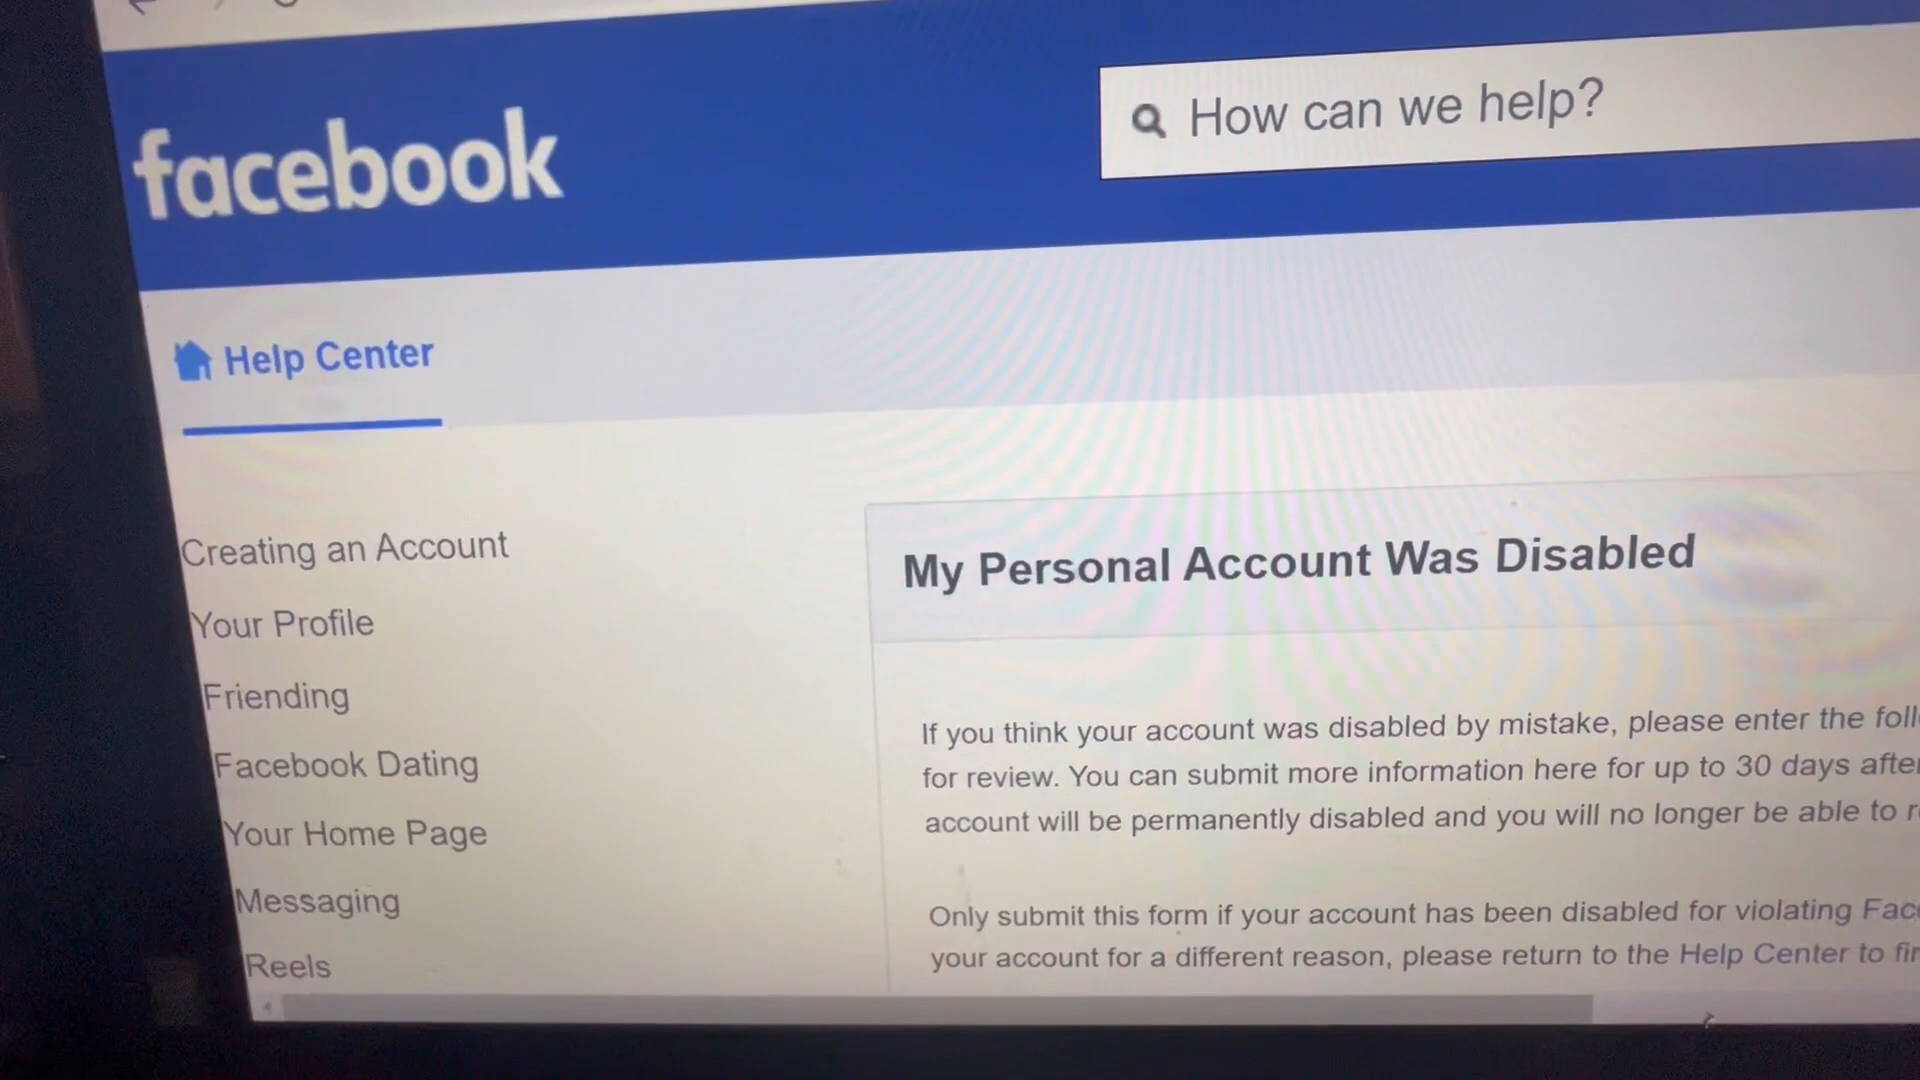 facebook
How can we help?
Help Center
Creating an Account
Your Profile
Friending
Facebook Dating
Your Home Page
Messaging
Reels
My Personal Account Was Disabled
If you think your account was disabled by mistake, please enter the
for review. You can submit more information here for up to 30 days after
account will be permanently disabled and you will no longer be able to
Only submit this form if your account has been disabled for violating
your account for a different reason, please return to the Help Center to